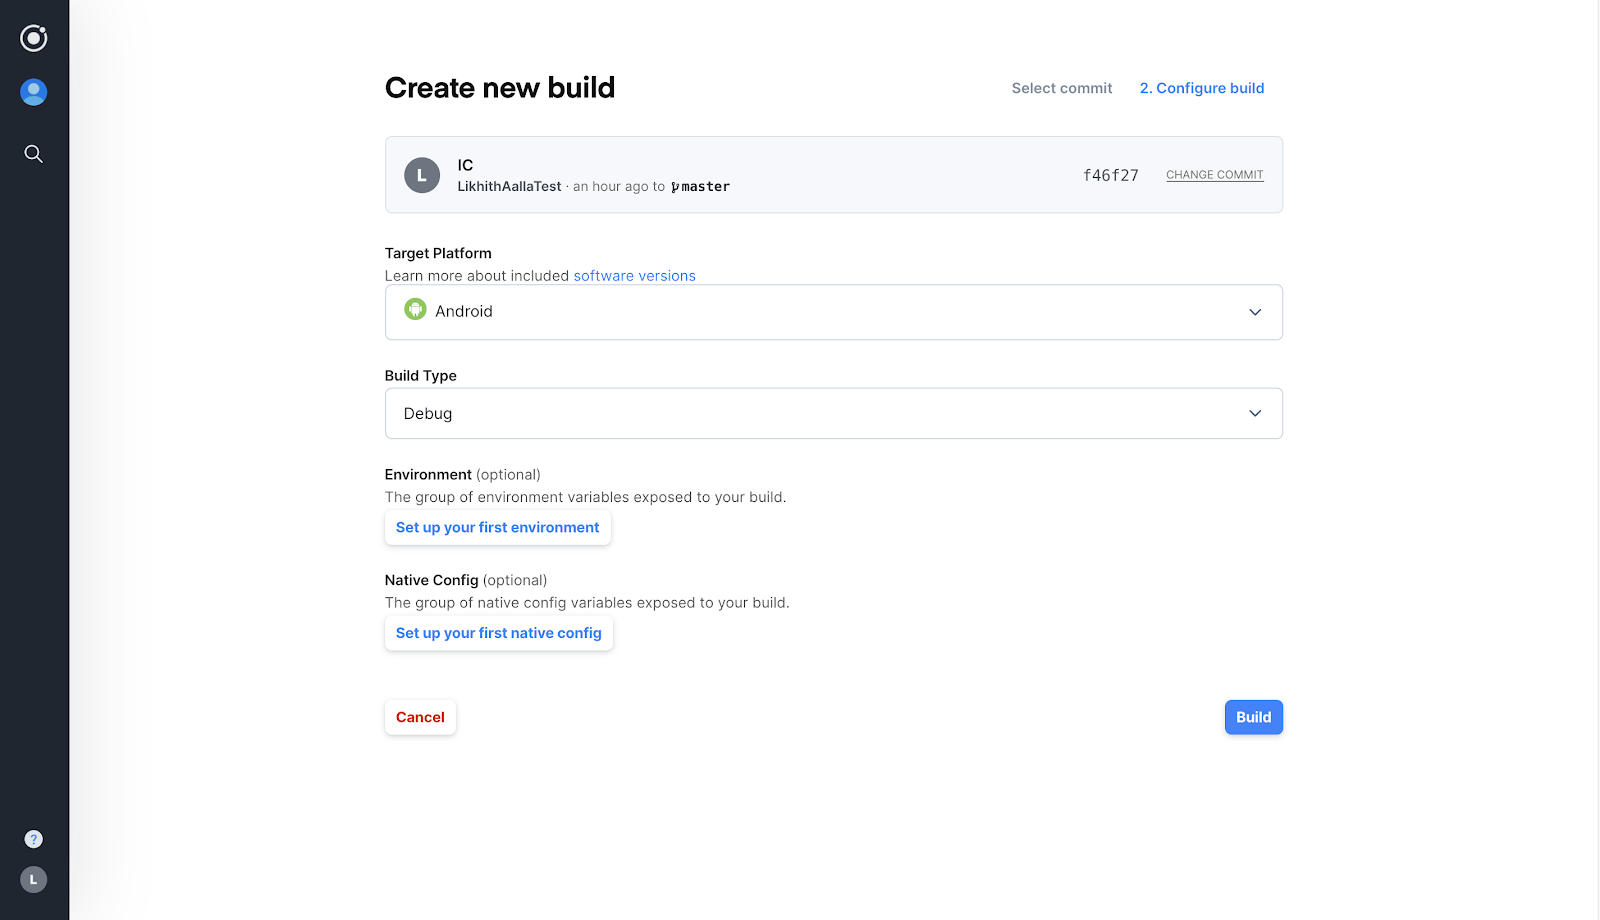 Create new build
Select commit
2. Configure build
L
IC
LikhithAallaTest · an hour ago to master
f46f27
CHANGE COMMIT
Target Platform
Learn more about included software versions
Android
Build Type
Debug
Environment (optional)
The group of environment variables exposed to your build.
Set up your first environment
Native Config (optional)
The group of native config variables exposed to your build.
Set up your first native config
Cancel
Build
?
L